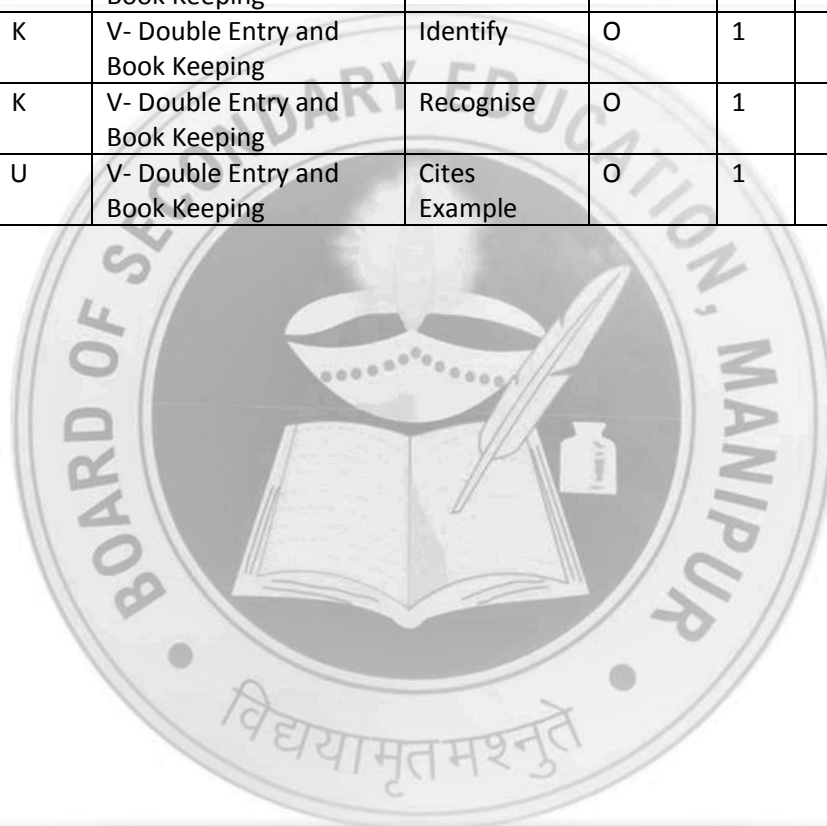 Book Keeping
K V- Double Entry and Identify O 1
Book Keeping
K V- Double Entry and Recognise O 1
Book Keeping
U V- Double Entry and Cites O 1
Book Keeping Example
BOARD OF SECONDARY EDUCATION, MANIPUR
विद्ययामृतमश्नुते